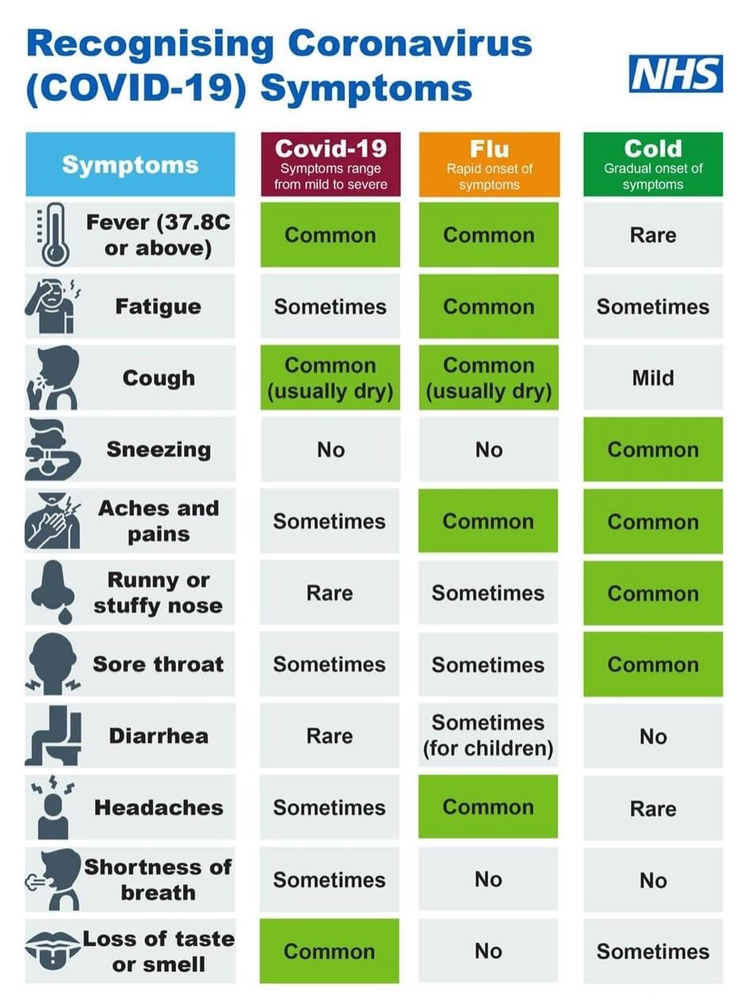 Recognising Coronavirus
(COVID-19) Symptoms
NHS
Symptoms
Covid-19
Symptoms range
from mild to severe
Flu
Rapid onset of
symptoms
Cold
Gradual onset of
symptoms
Fever (37.8C
or above)
Common
Common
Rare
Fatigue
Sometimes
Common
Sometimes
Cough
Common
(usually dry)
Common
(usually dry)
Mild
Sneezing
No
No
Common
Aches and
pains
Sometimes
Common
Common
Runny or
stuffy nose
Rare
Sometimes
Common
Sore throat
Sometimes
Sometimes
Common
Diarrhea
Rare
Sometimes
(for children)
No
Headaches
Sometimes
Common
Rare
Shortness of
breath
Sometimes
No
No
Loss of taste
or smell
Common
No
Sometimes